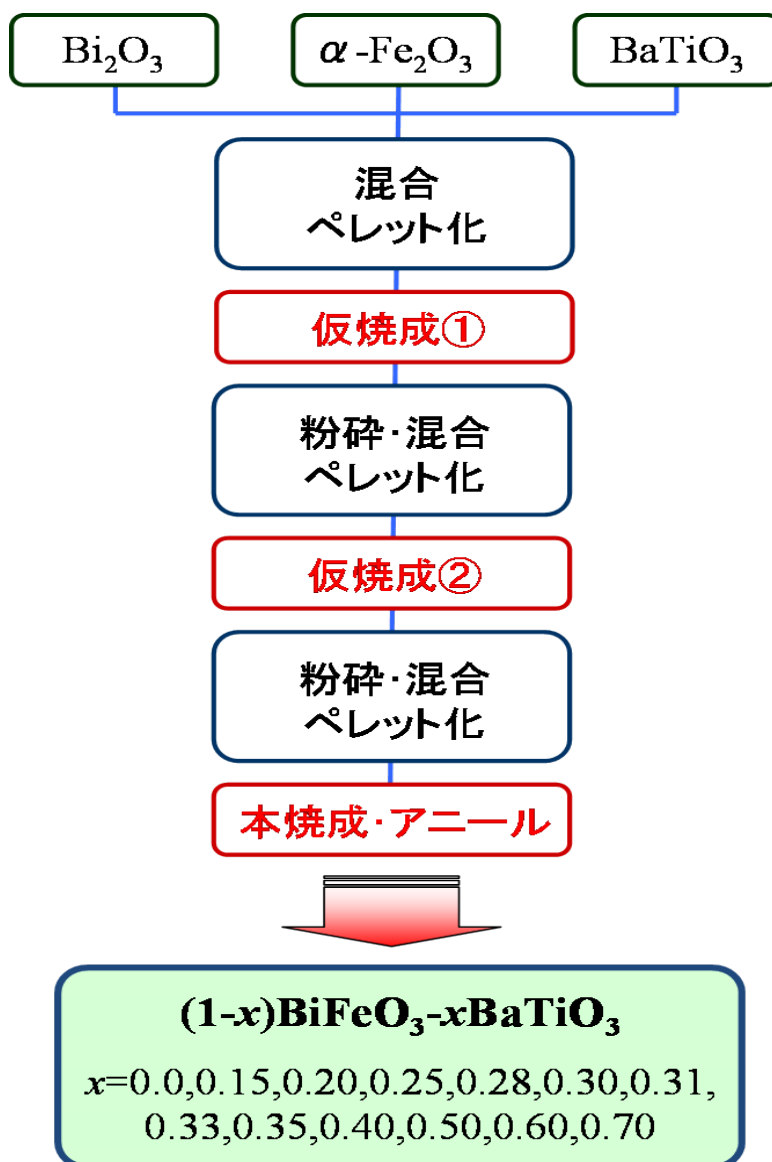 Bi₂O₃
α-Fe₂O₃
BaTiO₃
混合
ペレット化
仮焼成①
粉砕･混合
ペレット化
仮焼成②
粉砕･混合
ペレット化
本焼成･アニール
(1-x)BiFeO₃-xBaTiO₃
x=0.0,0.15,0.20,0.25,0.28,0.30,0.31,
0.33,0.35,0.40,0.50,0.60,0.70